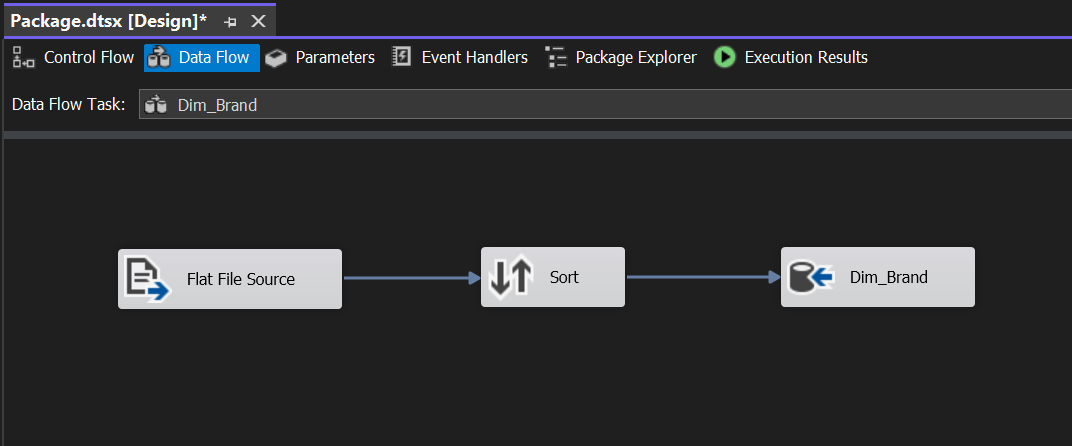 Package.dtsx [Design]*
Control Flow Data Flow Parameters Event Handlers Package Explorer Execution Results
Data Flow Task: Dim_Brand
Flat File Source Sort Dim_Brand